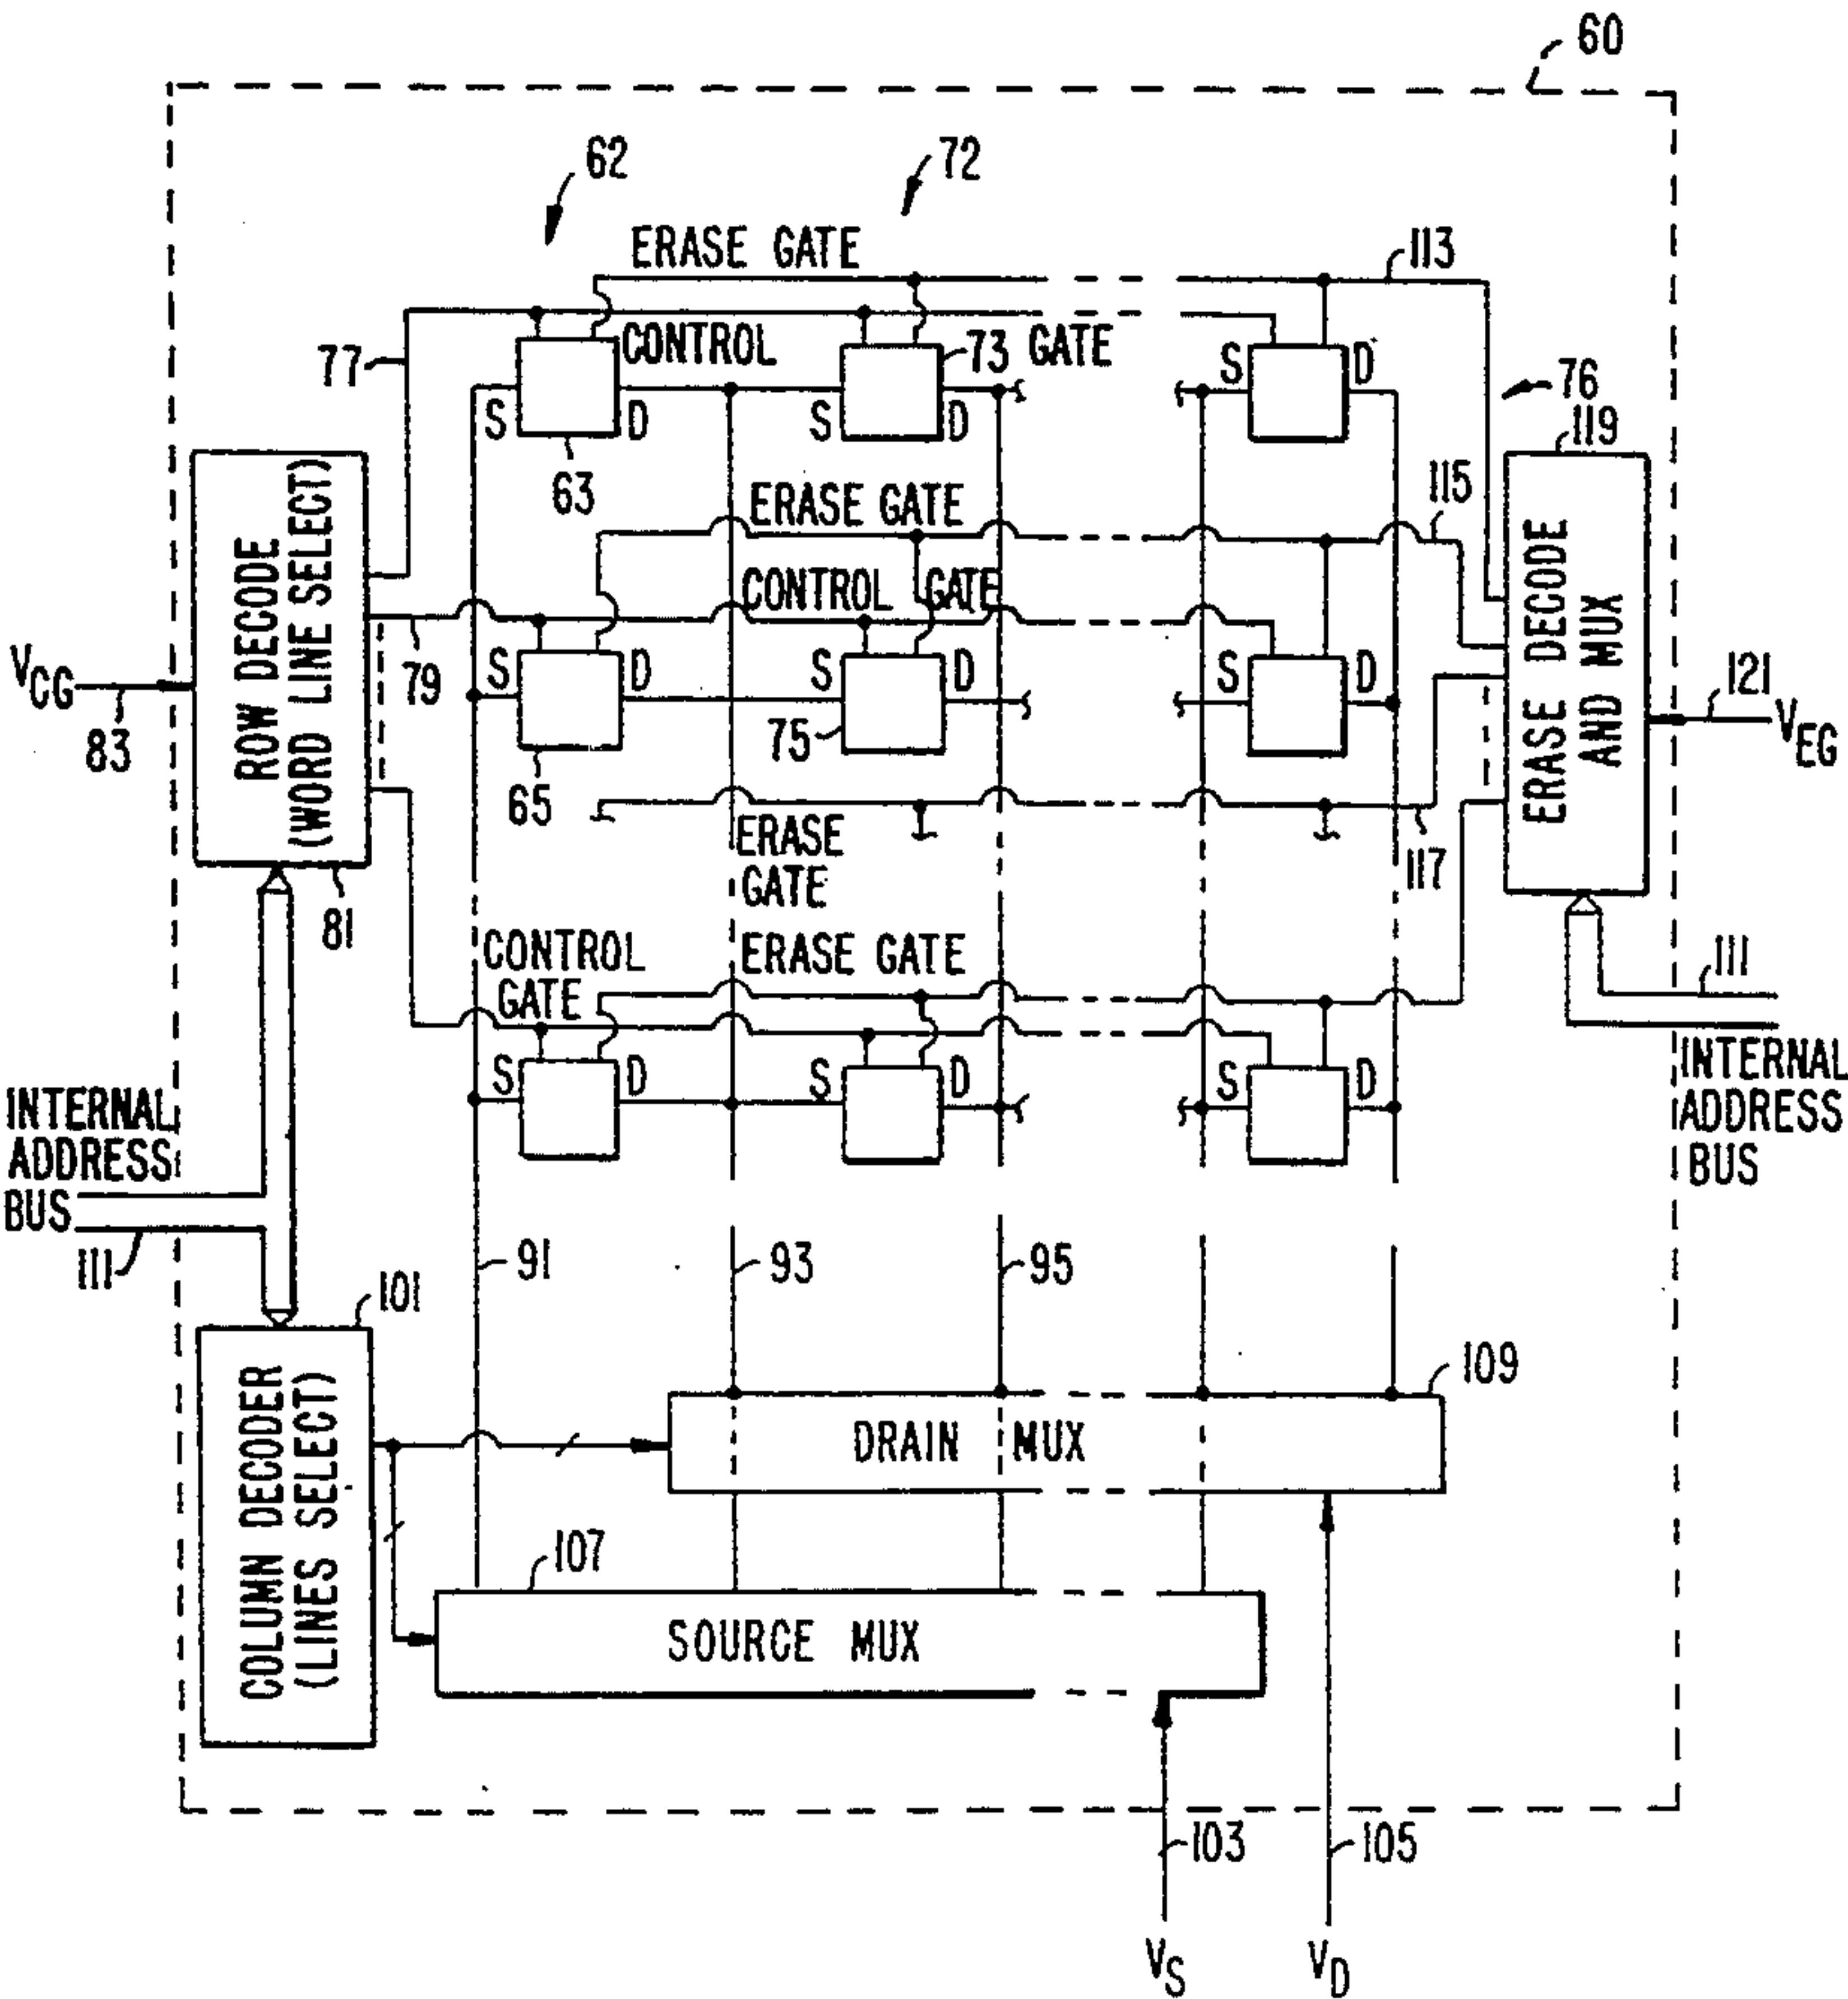 60
62
72
ERASE GATE
113
77
CONTROL
73
GATE
S
D
76
S
D
S
D
119
63
ERASE GATE
115
ROW DECODE
(WORD LINE SELECT)
CONTROL GATE
ERASE DECODE
AND MUX
VCG
83
79
S
D
S
D
S
D
121
VEG
75
65
ERASE
GATE
117
81
CONTROL
GATE
ERASE GATE
111
S
D
S
D
S
D
INTERNAL
ADDRESS
BUS
INTERNAL
ADDRESS
BUS
111
91
93
95
101
109
COLUMN DECODER
(LINES SELECT)
DRAIN MUX
107
SOURCE MUX
103
105
VS
VD